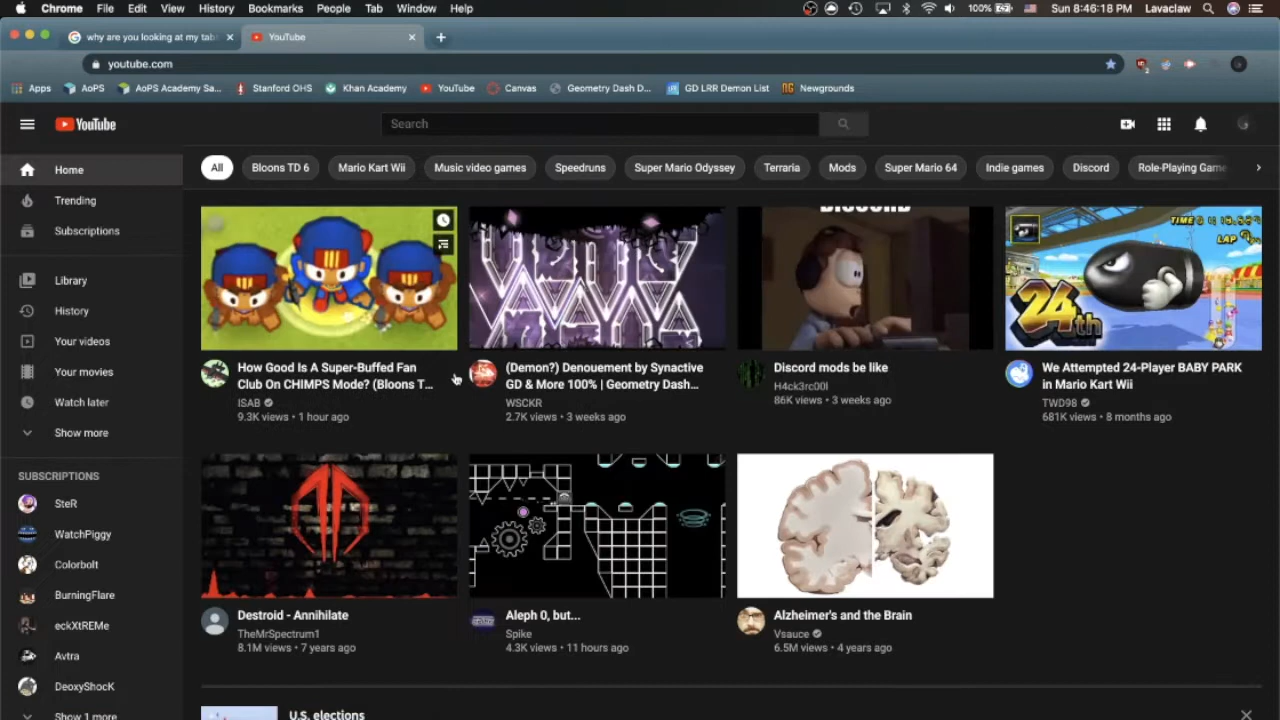 Chrome File Edit View History Bookmarks People Tab Window Help 100% Sun 8:46:18 PM Lavaclaw
why are you looking at my tab YouTube
youtube.com
Apps AoPS AoPS Academy Sa... Stanford OHS Khan Academy YouTube Canvas Geometry Dash D... GD LRR Demon List Newgrounds
YouTube Search
All Bloons TD 6 Mario Kart Wii Music video games Speedruns Super Mario Odyssey Terraria Mods Super Mario 64 Indie games Discord Role-Playing Game
Home
Trending
Subscriptions
Library
History
Your videos
Your movies
Watch later
Show more
SUBSCRIPTIONS
SteR
WatchPiggy
Colorbolt
BurningFlare
eckXtREMe
Avtra
DeoxyShocK
Show 1 more
How Good Is A Super-Buffed Fan
Club On CHIMPS Mode? (Bloons T...
ISAB
9.3K views • 1 hour ago
(Demon?) Denouement by Synactive
GD & More 100% | Geometry Dash...
WSCKR
2.7K views • 3 weeks ago
DISCORD
Discord mods be like
H4ck3rc00l
86K views • 3 weeks ago
TIME
LAP
24th
We Attempted 24-Player BABY PARK
in Mario Kart Wii
TWD98
681K views • 8 months ago
Destroid - Annihilate
TheMrSpectrum1
8.1M views • 7 years ago
Aleph 0, but...
Spike
4.3K views • 11 hours ago
Alzheimer's and the Brain
Vsauce
6.5M views • 4 years ago
U.S. elections